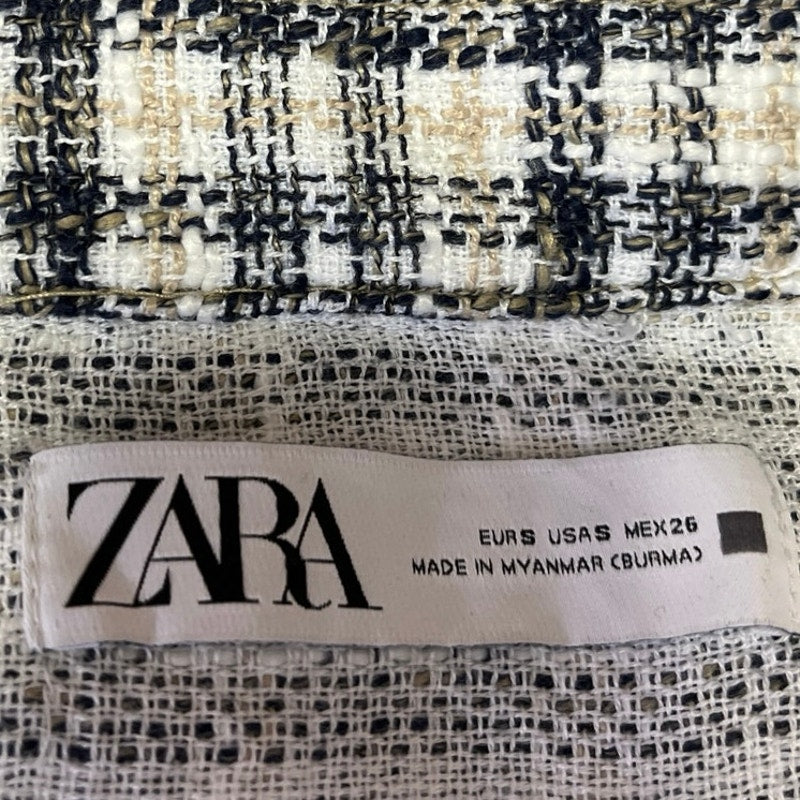 ZARA
EUR S USA S MEX 26
MADE IN MYANMAR (BURMA)